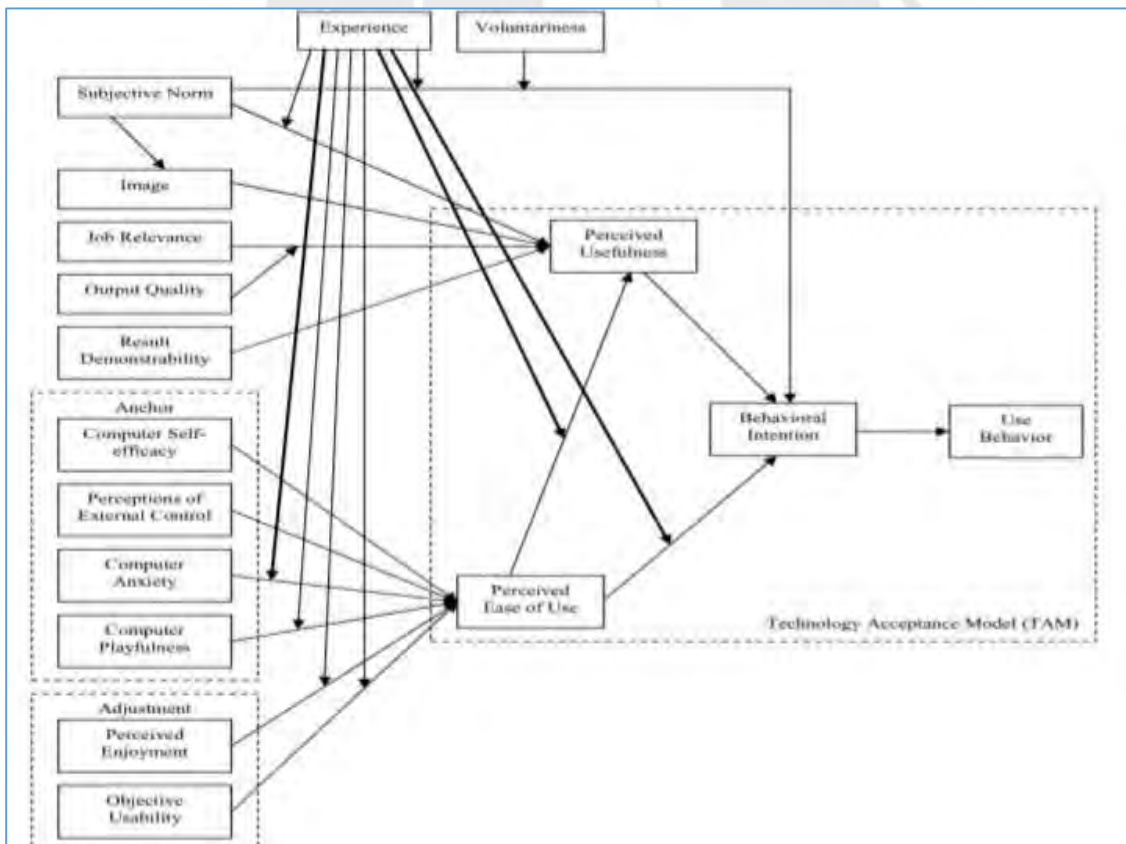 Experience
Voluntariness
Subjective Norm
Image
Job Relevance
Output Quality
Result
Demonstrability
Perceived
Usefulness
Anchor
Computer Self-
efficacy
Perceptions of
External Control
Computer
Anxiety
Computer
Playfulness
Behavioral
Intention
Use
Behavior
Perceived
Ease of Use
Technology Acceptance Model (TAM)
Adjustment
Perceived
Enjoyment
Objective
Usability